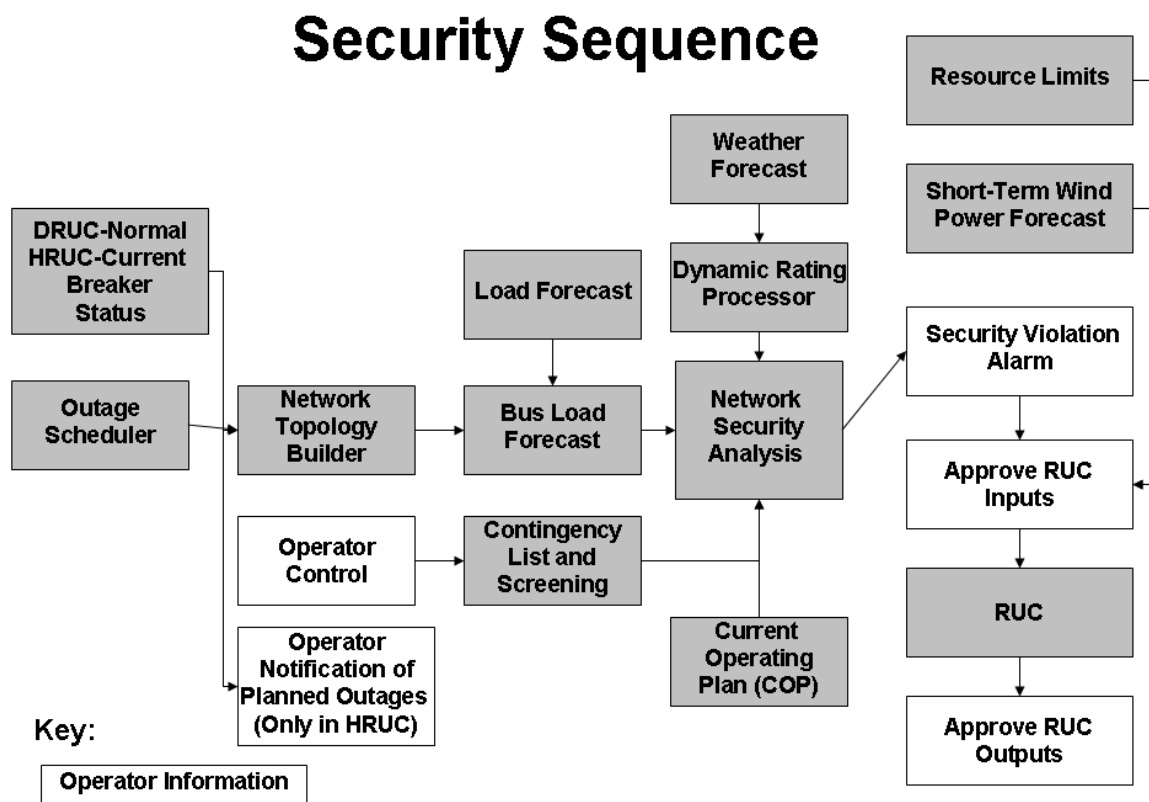 Security Sequence
Resource Limits
Weather
Forecast
Short-Term Wind
Power Forecast
DRUC-Normal
HRUC-Current
Breaker
Status
Load Forecast
Dynamic Rating
Processor
Security Violation
Alarm
Outage
Scheduler
Network
Topology
Builder
Bus Load
Forecast
Network
Security
Analysis
Approve RUC
Inputs
Operator
Control
Contingency
List and
Screening
RUC
Operator
Notification of
Planned Outages
(Only in HRUC)
Current
Operating
Plan (COP)
Approve RUC
Outputs
Key:
Operator Information